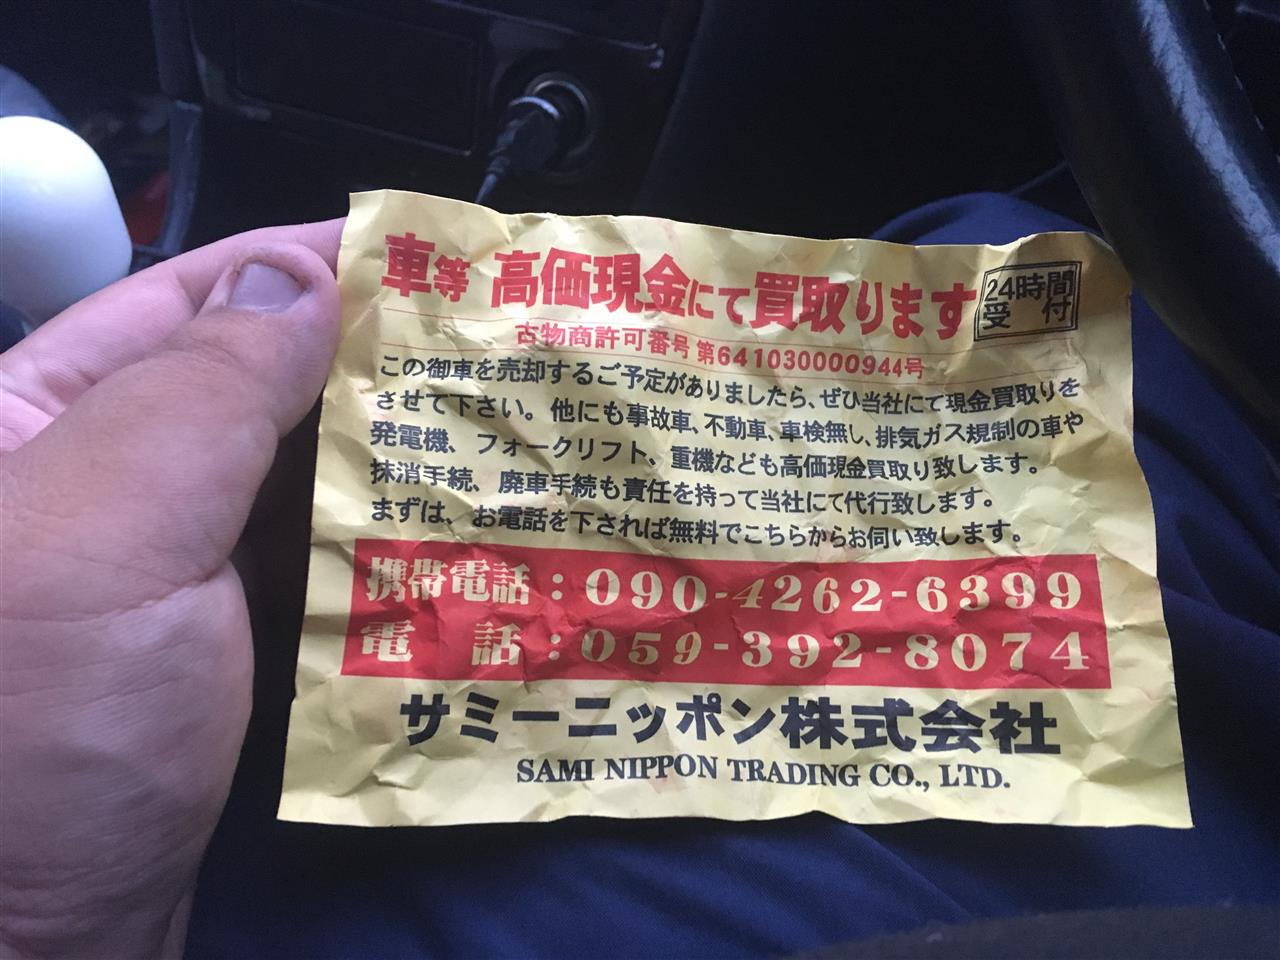 車等 高価現金にて買取ります
24時間
受付
古物商許可番号 第641030000944号
この御車を売却するご予定がありましたら、ぜひ当社にて現金買取りを
させて下さい。他にも事故車、不動車、車検無し、排気ガス規制の車や
発電機、フォークリフト、重機なども高価現金買取り致します。
抹消手続、廃車手続も責任を持って当社にて代行致します。
まずは、お電話を下されば無料でこちらからお伺い致します。
携帯電話:090-4262-6399
電話:059-392-8074
サミーニッポン株式会社
SAMI NIPPON TRADING CO., LTD.